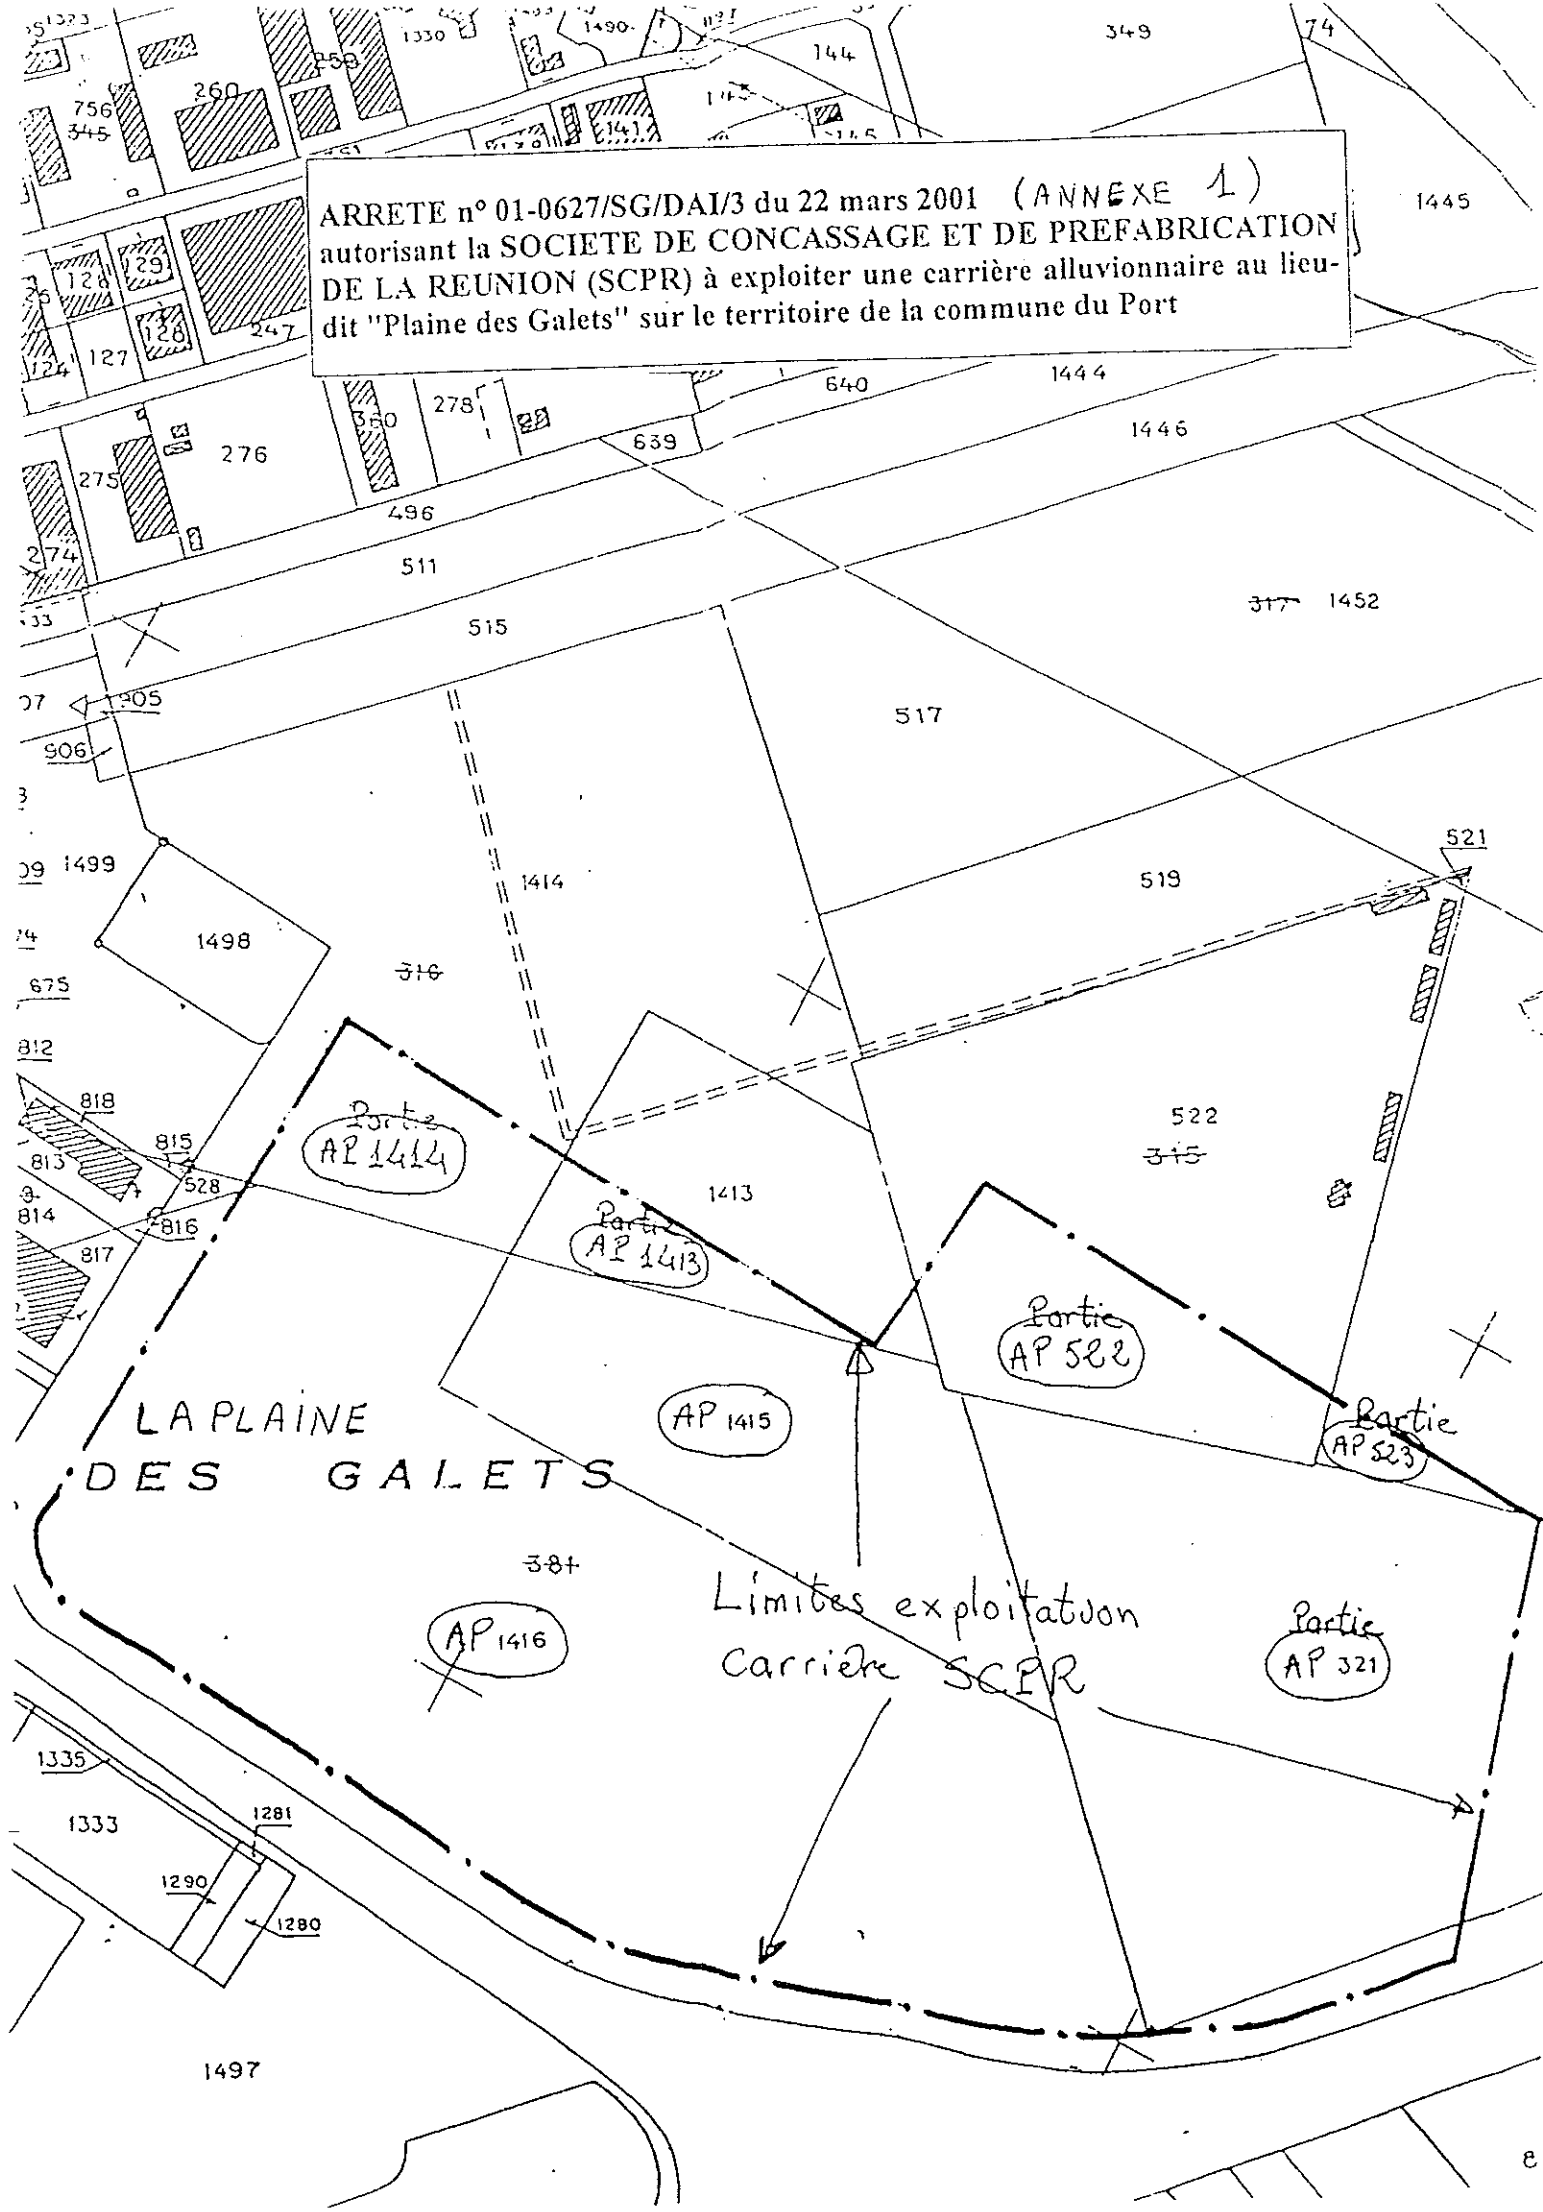 1323
1330
1490
349
74
144
260
259
756
345
141
145
ARRETE n° 01-0627/SG/DAI/3 du 22 mars 2001 (ANNEXE 1)
autorisant la SOCIETE DE CONCASSAGE ET DE PREFABRICATION
DE LA REUNION (SCPR) à exploiter une carrière alluvionnaire au lieu-
dit "Plaine des Galets" sur le territoire de la commune du Port
1445
129
128
247
127
124
640
1444
360
278
639
1446
276
275
496
274
511
515
317 1452
905
517
906
521
1499
1414
519
1498
316
675
812
818
522
315
Partie
AP 1414
815
813
528
1413
814
816
Partie
AP 1413
817
Partie
AP 522
LA PLAINE
DES GALETS
AP 1415
Partie
AP 523
381
Limites exploitation
Carrière SCPR
AP 1416
Partie
AP 321
1335
1333
1281
1290
1280
1497